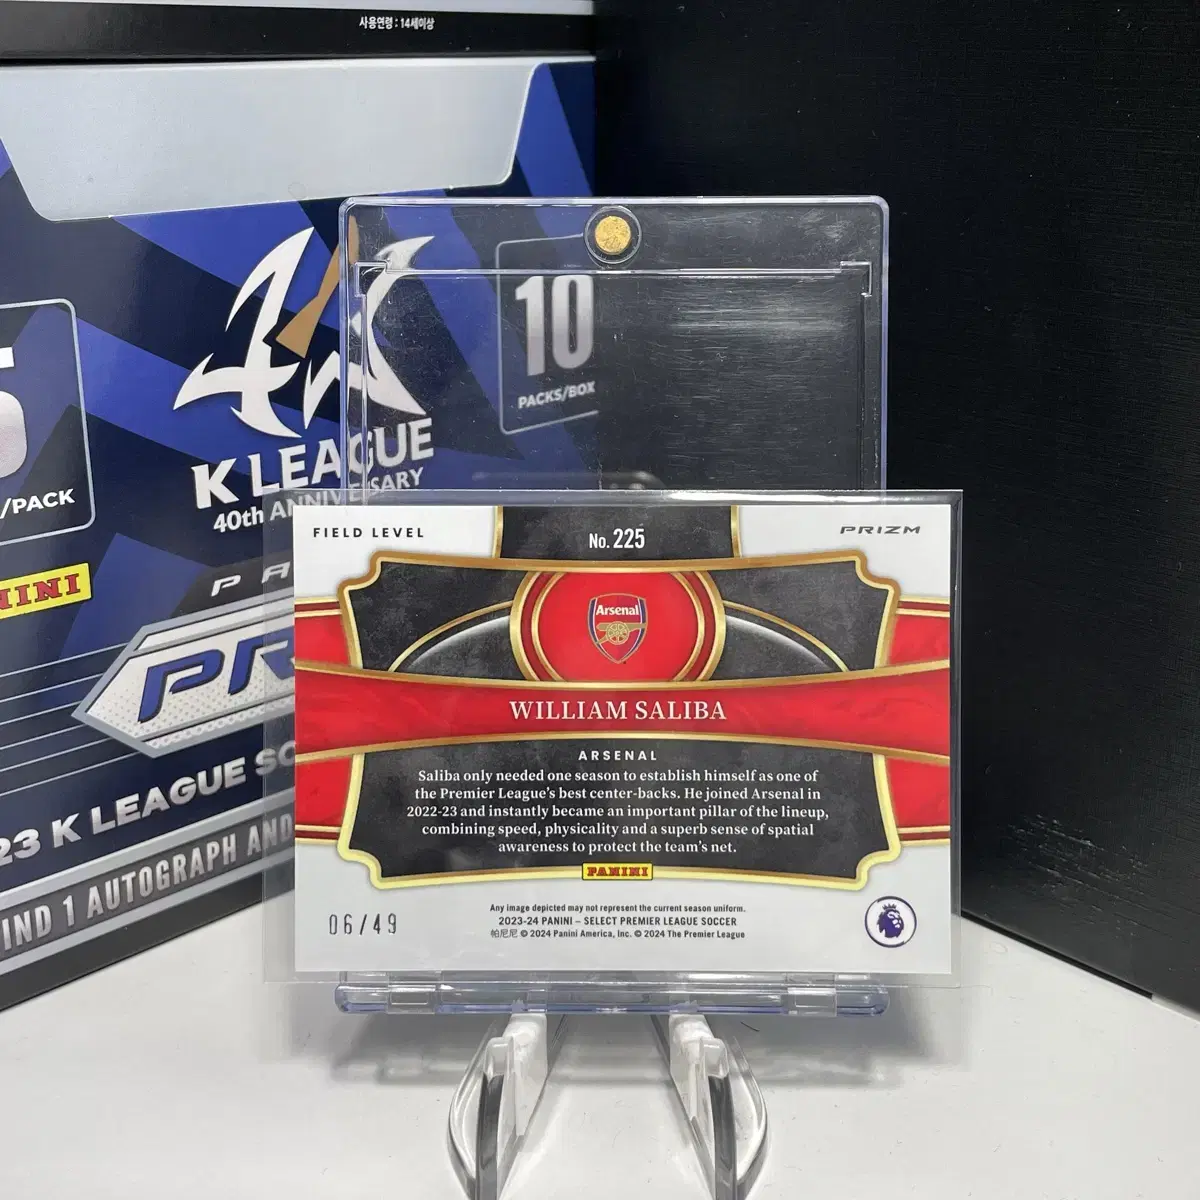 사용연령 : 14세이상
10
PACKS/BOX
5
/PACK
K LEAGUE
40th ANNIVERSARY
INI
PA
PR
23 K LEAGUE SO
IND 1 AUTOGRAPH AND
FIELD LEVEL
No. 225
PRIZM
Arsenal
WILLIAM SALIBA
ARSENAL
Saliba only needed one season to establish himself as one of
the Premier League's best center-backs. He joined Arsenal in
2022-23 and instantly became an important pillar of the lineup,
combining speed, physicality and a superb sense of spatial
awareness to protect the team's net.
PANINI
06/49
Any image depicted may not represent the current season uniform.
2023-24 PANINI – SELECT PREMIER LEAGUE SOCCER
帕尼尼 © 2024 Panini America, Inc. © 2024 The Premier League